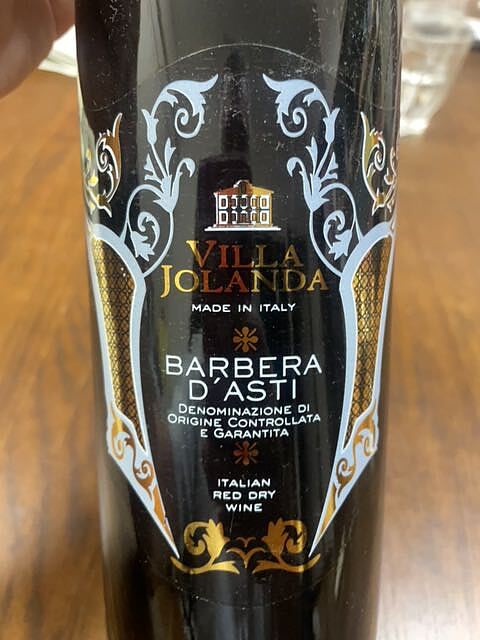 VILLA
JOLANDA
MADE IN ITALY
BARBERA
D'ASTI
DENOMINAZIONE DI
ORIGINE CONTROLLATA
E GARANTITA
ITALIAN
RED DRY
WINE